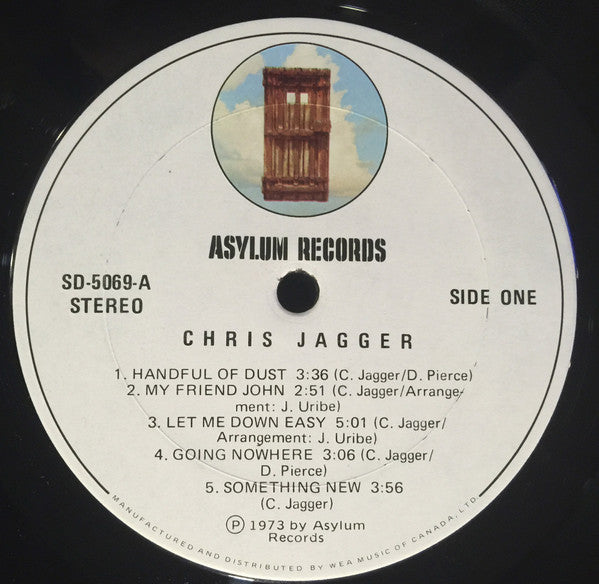 ASYLUM RECORDS
SD-5069-A
STEREO
SIDE ONE
CHRIS JAGGER
1. HANDFUL OF DUST 3:36 (C. Jagger/D. Pierce)
2. MY FRIEND JOHN 2:51 (C. Jagger/Arrange-
ment: J. Uribe)
3. LET ME DOWN EASY 5:01 (C. Jagger/
Arrangement: J. Uribe)
4. GOING NOWHERE 3:06 (C. Jagger/
D. Pierce)
5. SOMETHING NEW 3:56
(C. Jagger)
Ⓟ 1973 by Asylum
Records
MANUFACTURED AND DISTRIBUTED BY WEA MUSIC OF CANADA, LTD.